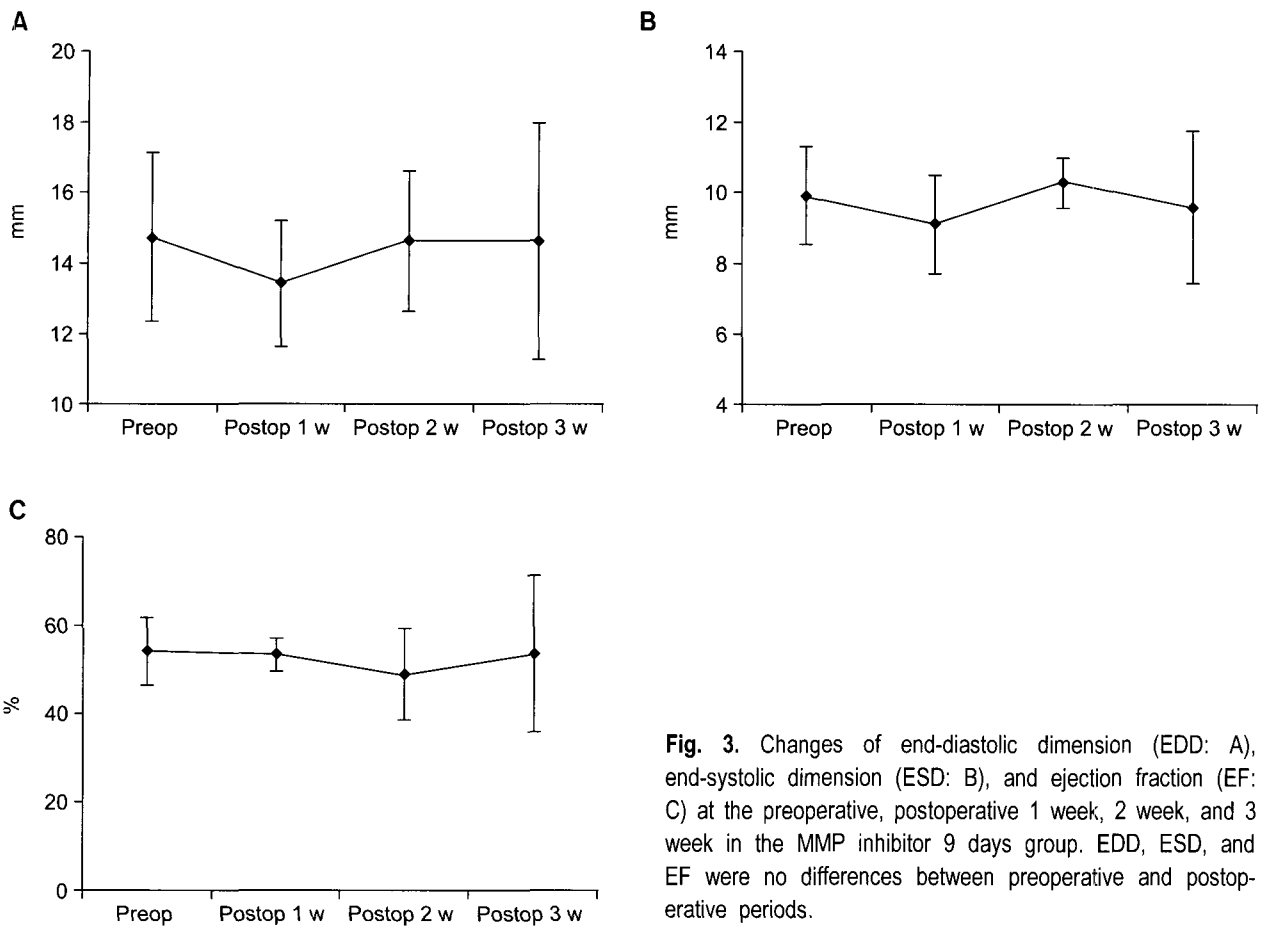 A
20
18
16
14
12
10
mm
Preop Postop 1 w Postop 2 w Postop 3 w
B
14
12
10
8
6
4
mm
Preop Postop 1 w Postop 2 w Postop 3 w
C
80
60
40
20
0
%
Preop Postop 1 w Postop 2 w Postop 3 w
Fig. 3. Changes of end-diastolic dimension (EDD: A),
end-systolic dimension (ESD: B), and ejection fraction (EF:
C) at the preoperative, postoperative 1 week, 2 week, and 3
week in the MMP inhibitor 9 days group. EDD, ESD, and
EF were no differences between preoperative and postop-
erative periods.